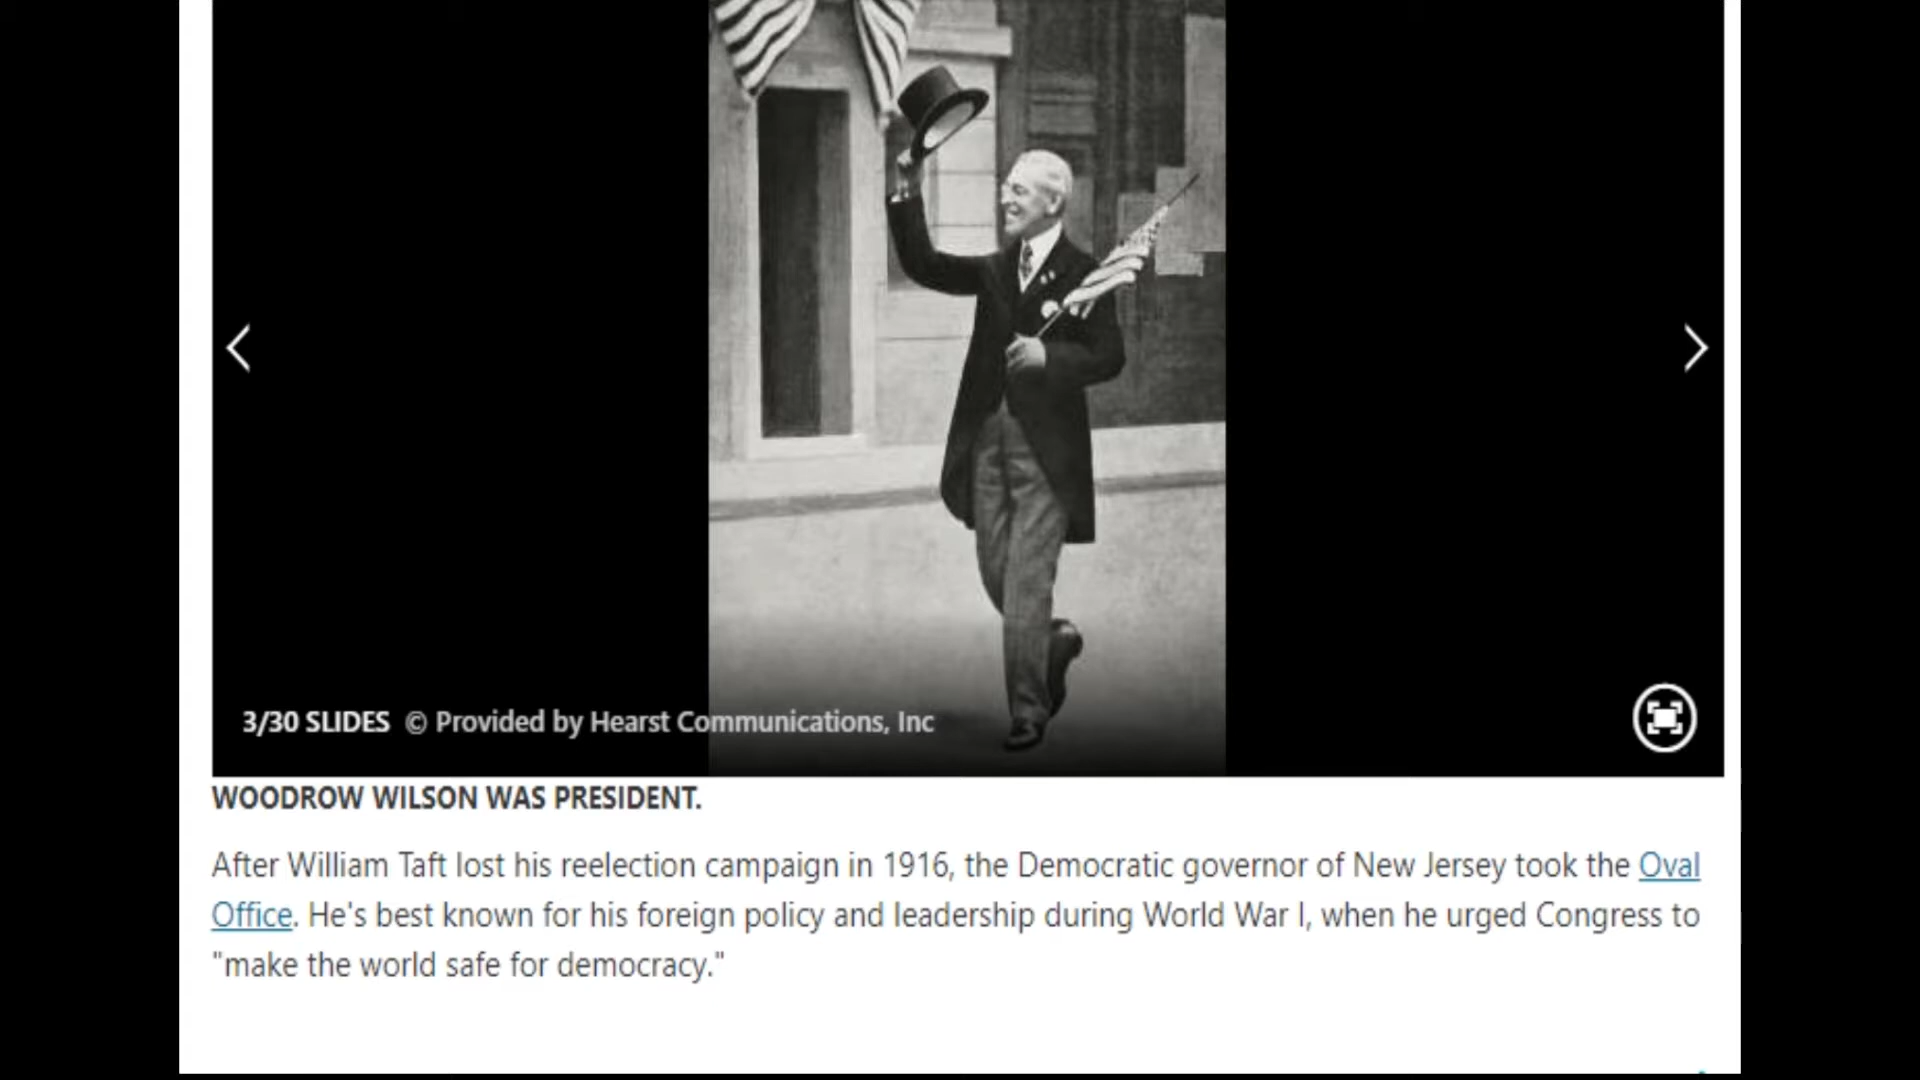 3/30 SLIDES © Provided by Hearst Communications, Inc
WOODROW WILSON WAS PRESIDENT.
After William Taft lost his reelection campaign in 1916, the Democratic governor of New Jersey took the Oval
Office. He's best known for his foreign policy and leadership during World War I, when he urged Congress to
"make the world safe for democracy."